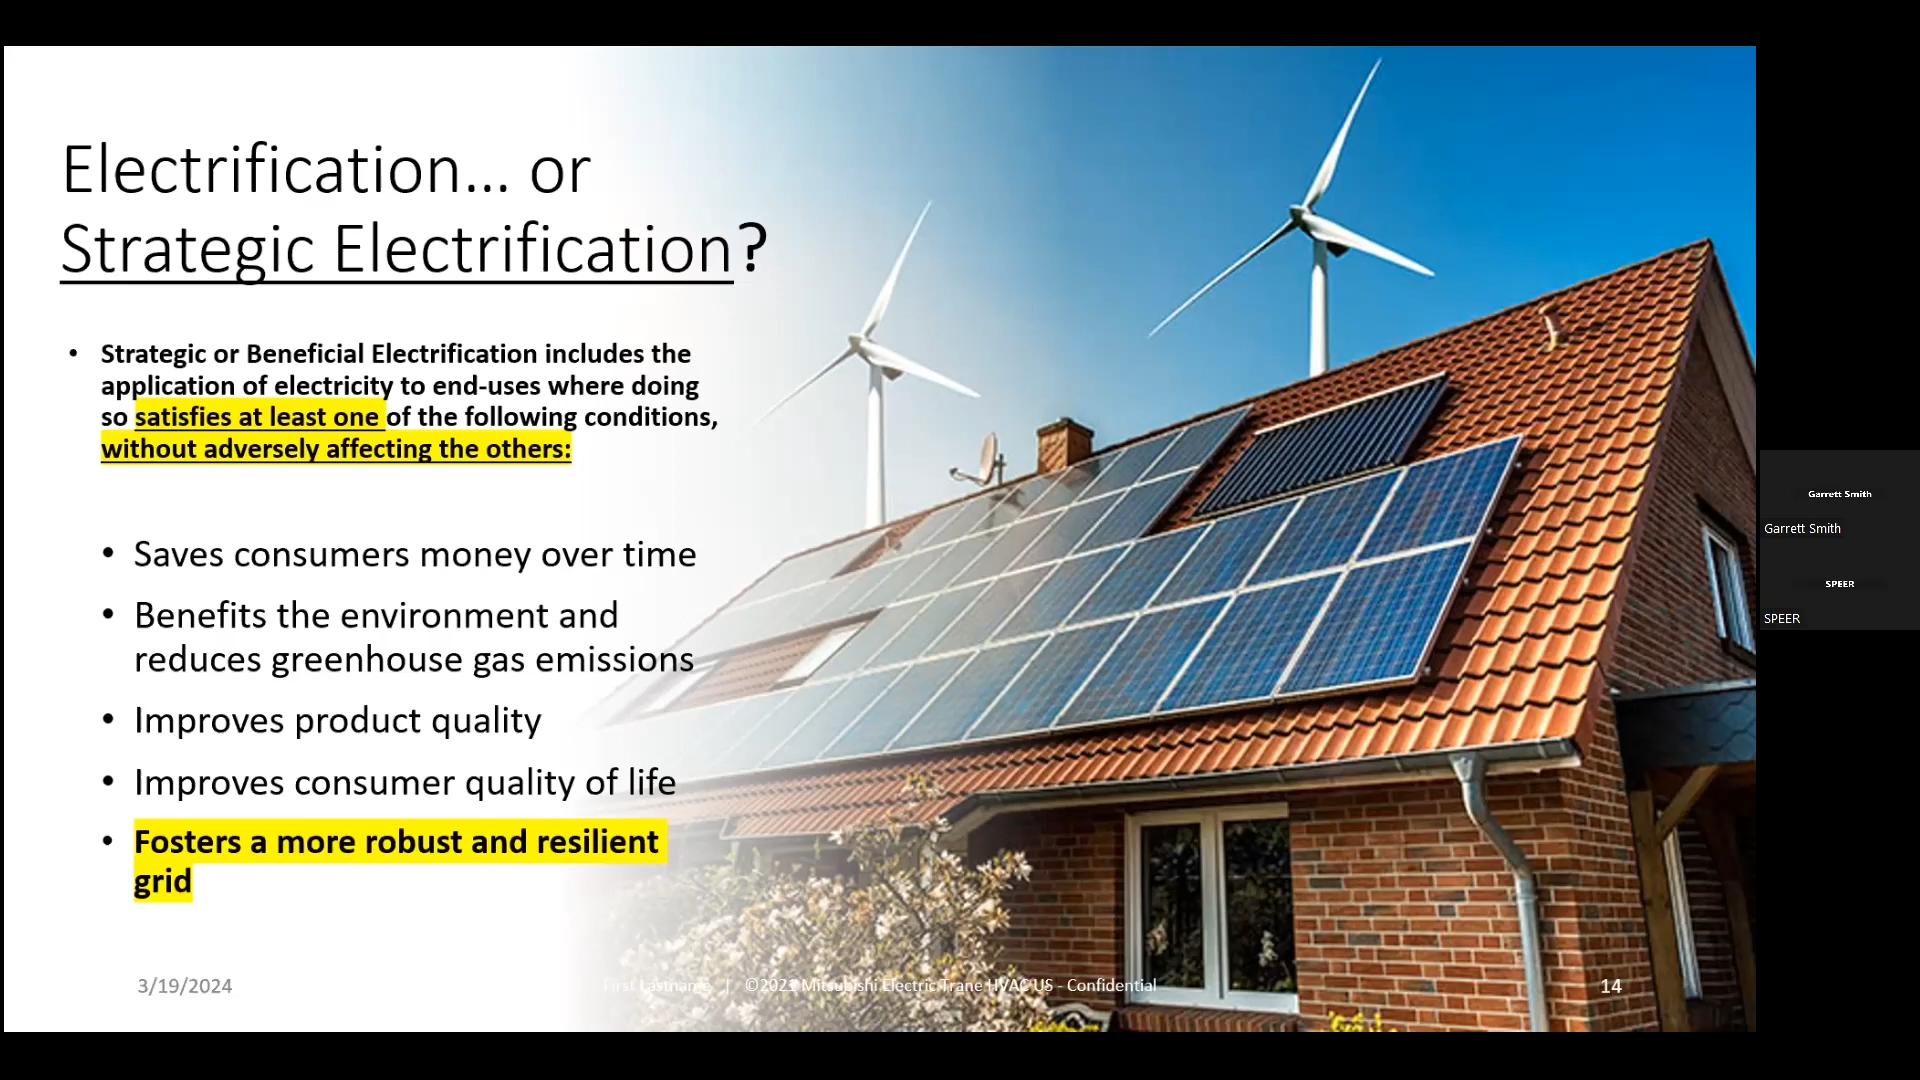 Electrification... or
Strategic Electrification?
• Strategic or Beneficial Electrification includes the
application of electricity to end-uses where doing
so satisfies at least one of the following conditions,
without adversely affecting the others:
• Saves consumers money over time
• Benefits the environment and
reduces greenhouse gas emissions
• Improves product quality
• Improves consumer quality of life
• Fosters a more robust and resilient
grid
3/19/2024
First Lastname | ©2021 Mitsubishi Electric Trane HVAC US - Confidential
14
Garrett Smith
Garrett Smith
SPEER
SPEER